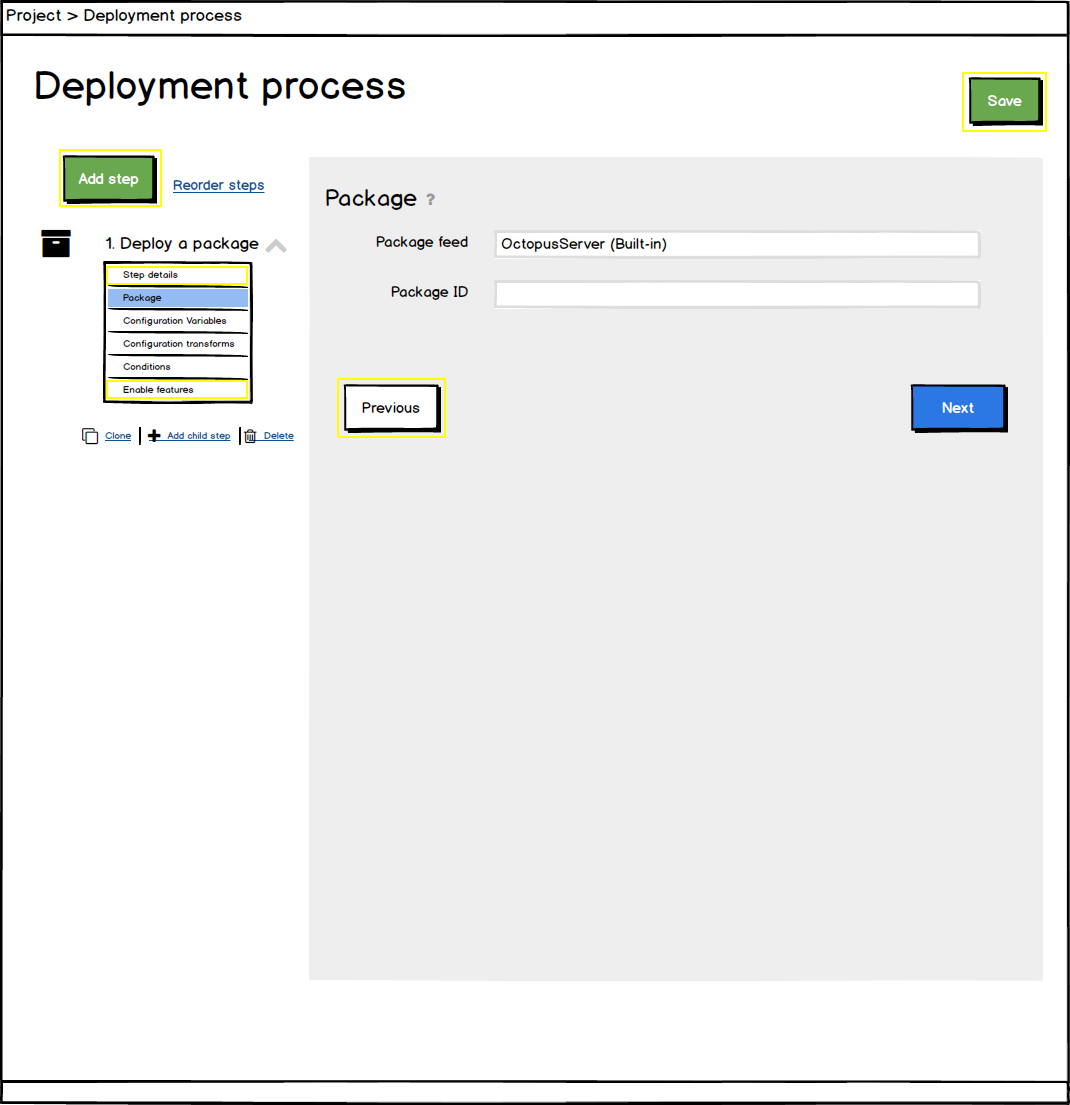 Project > Deployment process
Deployment process
Save
Add step
Reorder steps
1. Deploy a package
Step details
Package
Configuration Variables
Configuration transforms
Conditions
Enable features
Clone
Add child step
Delete
Package ?
Package feed
OctopusServer (Built-in)
Package ID
Previous
Next